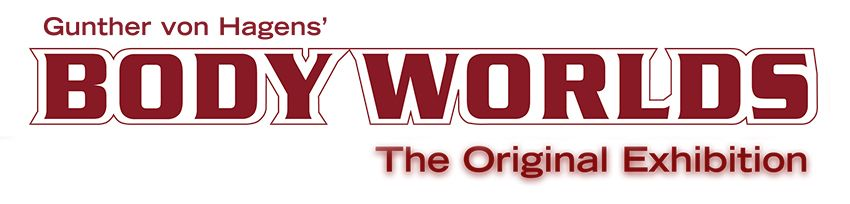 Gunther von Hagens’
BODY WORLDS
The Original Exhibition